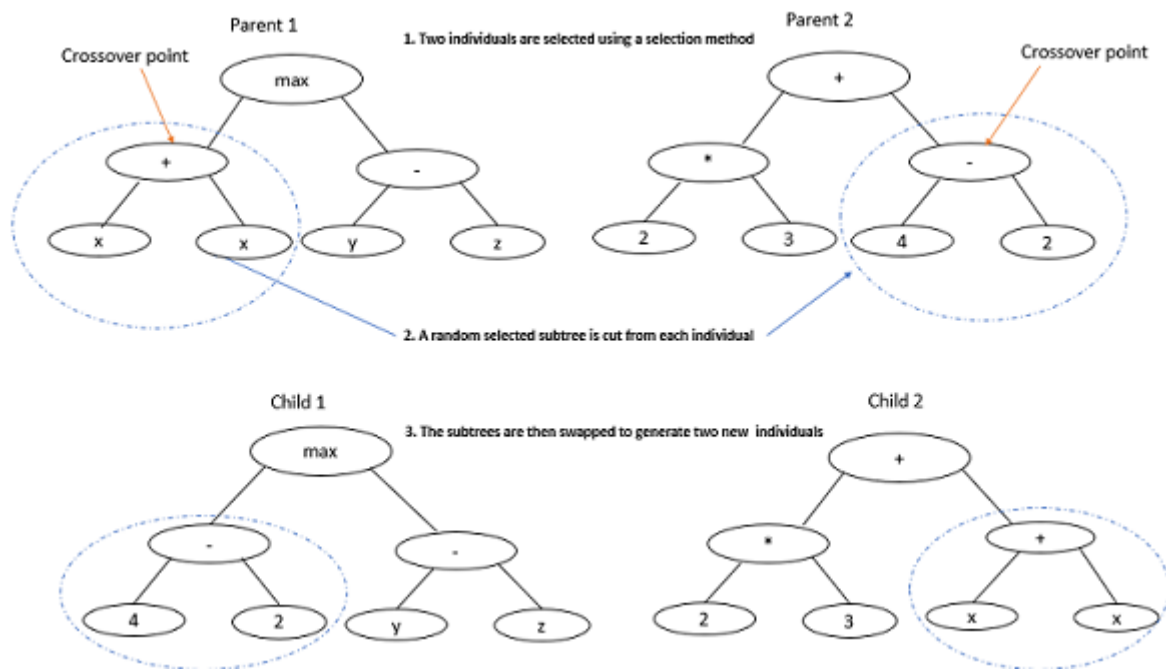 Parent 1
Parent 2
1. Two individuals are selected using a selection method
Crossover point
Crossover point
max
+
+
-
*
-
x
x
y
z
2
3
4
2
2. A random selected subtree is cut from each individual
Child 1
Child 2
3. The subtrees are then swapped to generate two new individuals
max
+
-
-
*
+
4
2
y
z
2
3
x
x